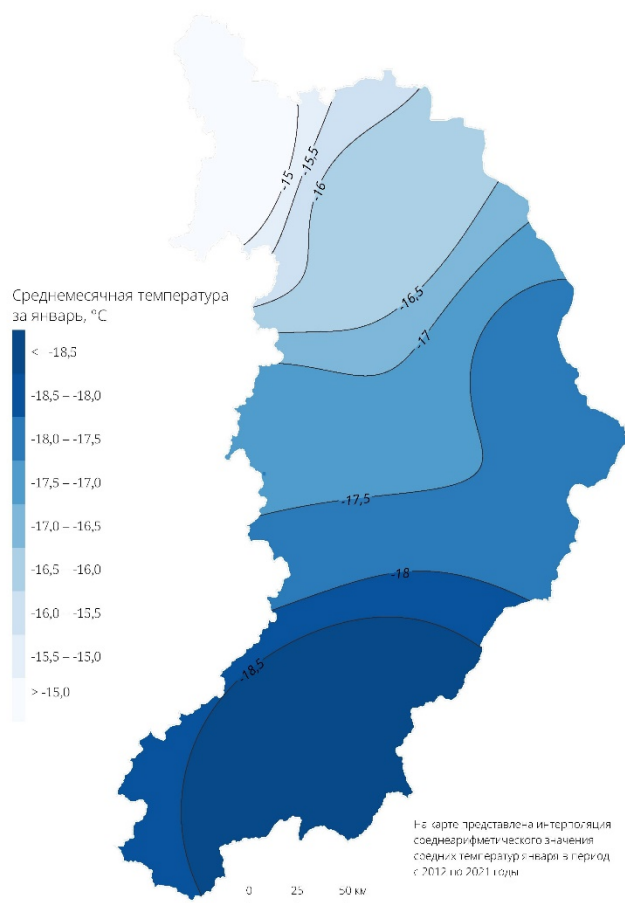 -15
-15,5
-16
-16,5
-17
-17,5
-18
-18,5
Среднемесячная температура
за январь, °C
< -18,5
-18,5 – -18,0
-18,0 – -17,5
-17,5 – -17,0
-17,0 – -16,5
-16,5 -16,0
-16,0 -15,5
-15,5 – -15,0
> -15,0
На карте представлена интерполяция
среднеарифметического значения
средних температур января в период
с 2012 по 2021 годы
0 25 50 км